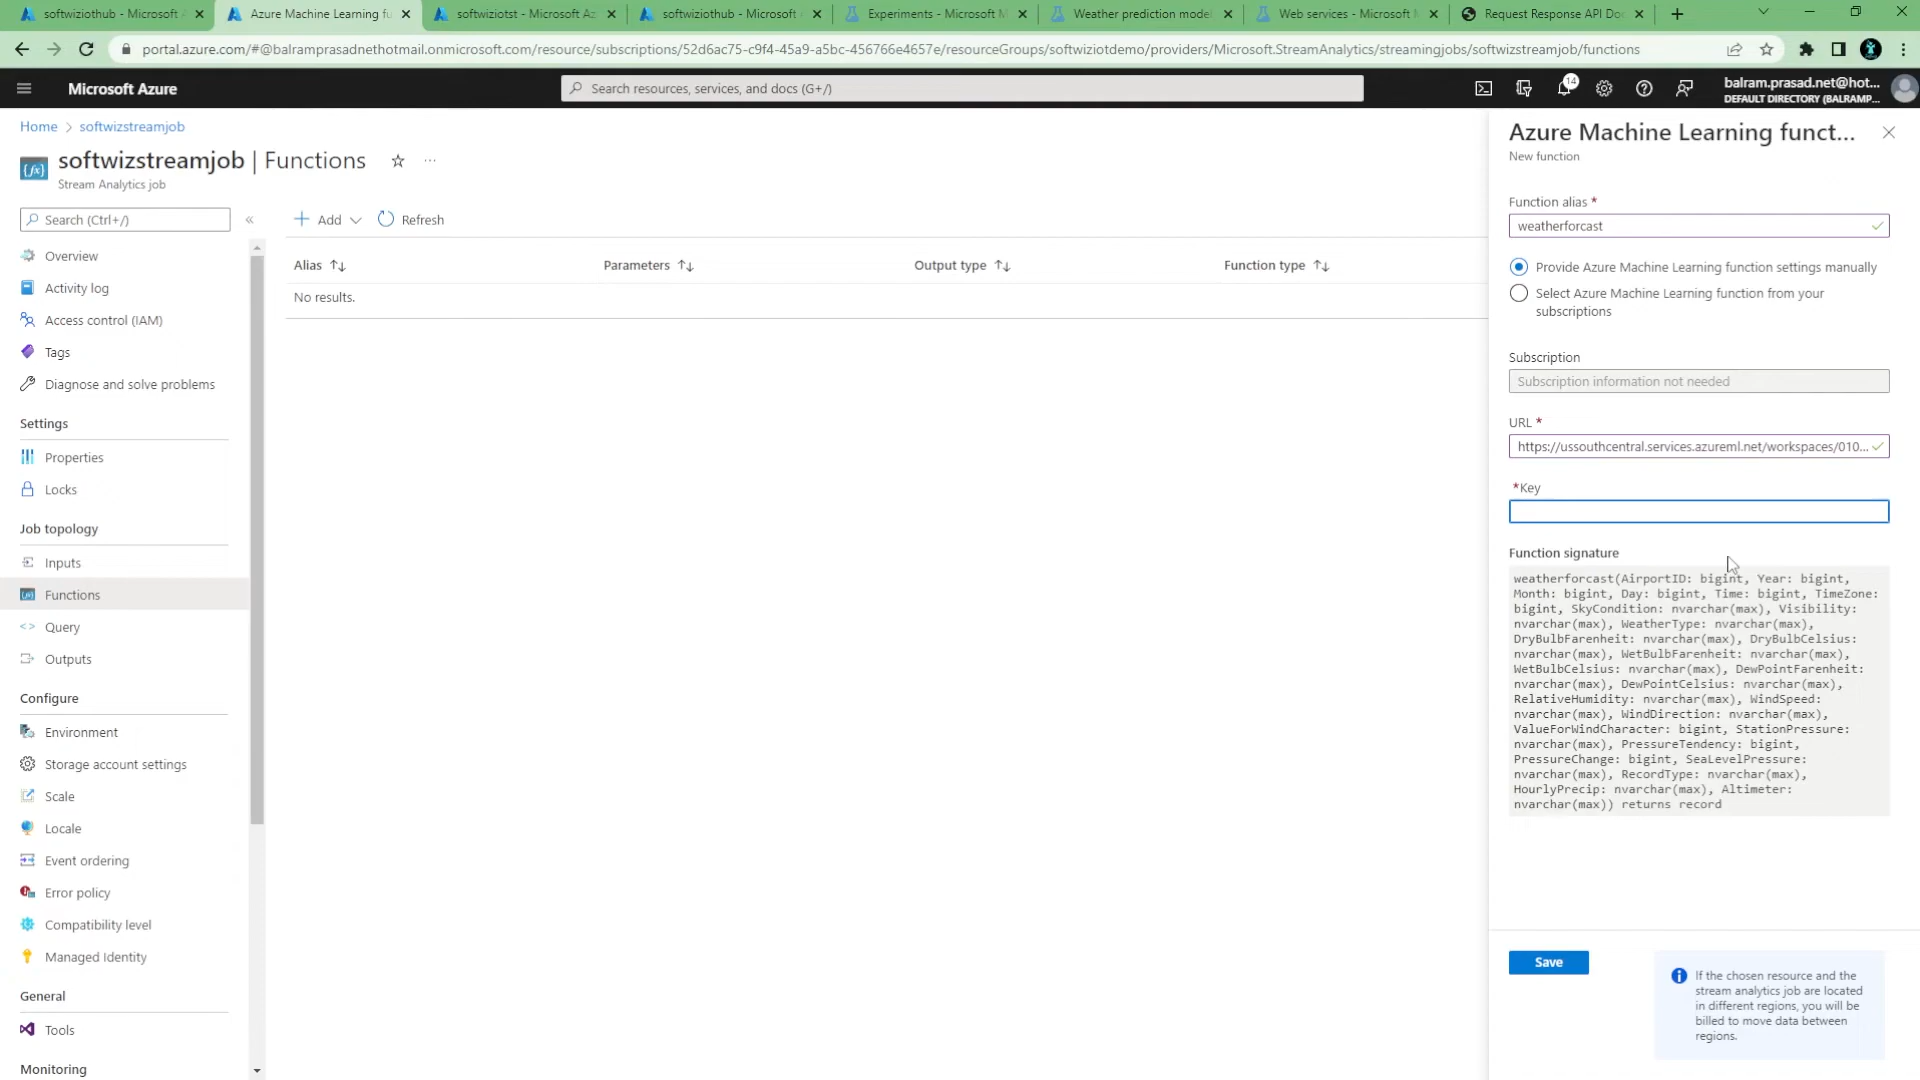 softwiziothub - Microsoft A
Azure Machine Learning fu
softwiziotst - Microsoft Az
softwiziothub - Microsoft A
Experiments - Microsoft M
Weather prediction model
Web services - Microsoft M
Request Response API Do
portal.azure.com/#@balramprasadnethotmail.onmicrosoft.com/resource/subscriptions/52d6ac75-c9f4-45a9-a5bc-456766e4657e/resourceGroups/softwiziotdemo/providers/Microsoft.StreamAnalytics/streamingjobs/softwizstreamjob/functions
Microsoft Azure
Search resources, services, and docs (G+/)
14
balram.prasad.net@hot...
DEFAULT DIRECTORY (BALRAMP...
Home > softwizstreamjob
softwizstreamjob | Functions
Stream Analytics job
Search (Ctrl+/)
Overview
Activity log
Access control (IAM)
Tags
Diagnose and solve problems
Settings
Properties
Locks
Job topology
Inputs
Functions
Query
Outputs
Configure
Environment
Storage account settings
Scale
Locale
Event ordering
Error policy
Compatibility level
Managed Identity
General
Tools
Monitoring
Add
Refresh
Alias
Parameters
Output type
Function type
No results.
Azure Machine Learning funct...
New function
Function alias *
weatherforcast
Provide Azure Machine Learning function settings manually
Select Azure Machine Learning function from your
subscriptions
Subscription
Subscription information not needed
URL *
https://ussouthcentral.services.azureml.net/workspaces/010...
*Key
Function signature
weatherforcast(AirportID: bigint, Year: bigint,
Month: bigint, Day: bigint, Time: bigint, TimeZone:
bigint, SkyCondition: nvarchar(max), Visibility:
nvarchar(max), WeatherType: nvarchar(max),
DryBulbFarenheit: nvarchar(max), DryBulbCelsius:
nvarchar(max), WetBulbFarenheit: nvarchar(max),
WetBulbCelsius: nvarchar(max), DewPointFarenheit:
nvarchar(max), DewPointCelsius: nvarchar(max),
RelativeHumidity: nvarchar(max), WindSpeed:
nvarchar(max), WindDirection: nvarchar(max),
ValueForWindCharacter: bigint, StationPressure:
nvarchar(max), PressureTendency: bigint,
PressureChange: bigint, SeaLevelPressure:
nvarchar(max), RecordType: nvarchar(max),
HourlyPrecip: nvarchar(max), Altimeter:
nvarchar(max)) returns record
Save
If the chosen resource and the
stream analytics job are located
in different regions, you will be
billed to move data between
regions.